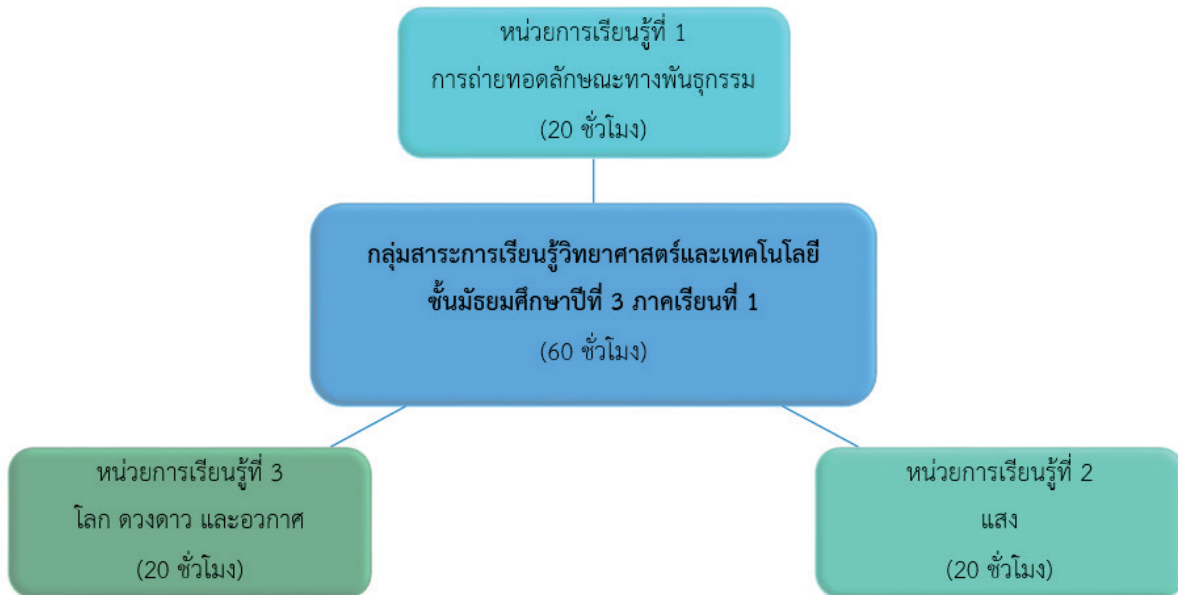 หน่วยการเรียนรู้ที่ 1
การถ่ายทอดลักษณะทางพันธุกรรม
(20 ชั่วโมง)
กลุ่มสาระการเรียนรู้วิทยาศาสตร์และเทคโนโลยี
ชั้นมัธยมศึกษาปีที่ 3 ภาคเรียนที่ 1
(60 ชั่วโมง)
หน่วยการเรียนรู้ที่ 3
โลก ดวงดาว และอวกาศ
(20 ชั่วโมง)
หน่วยการเรียนรู้ที่ 2
แสง
(20 ชั่วโมง)